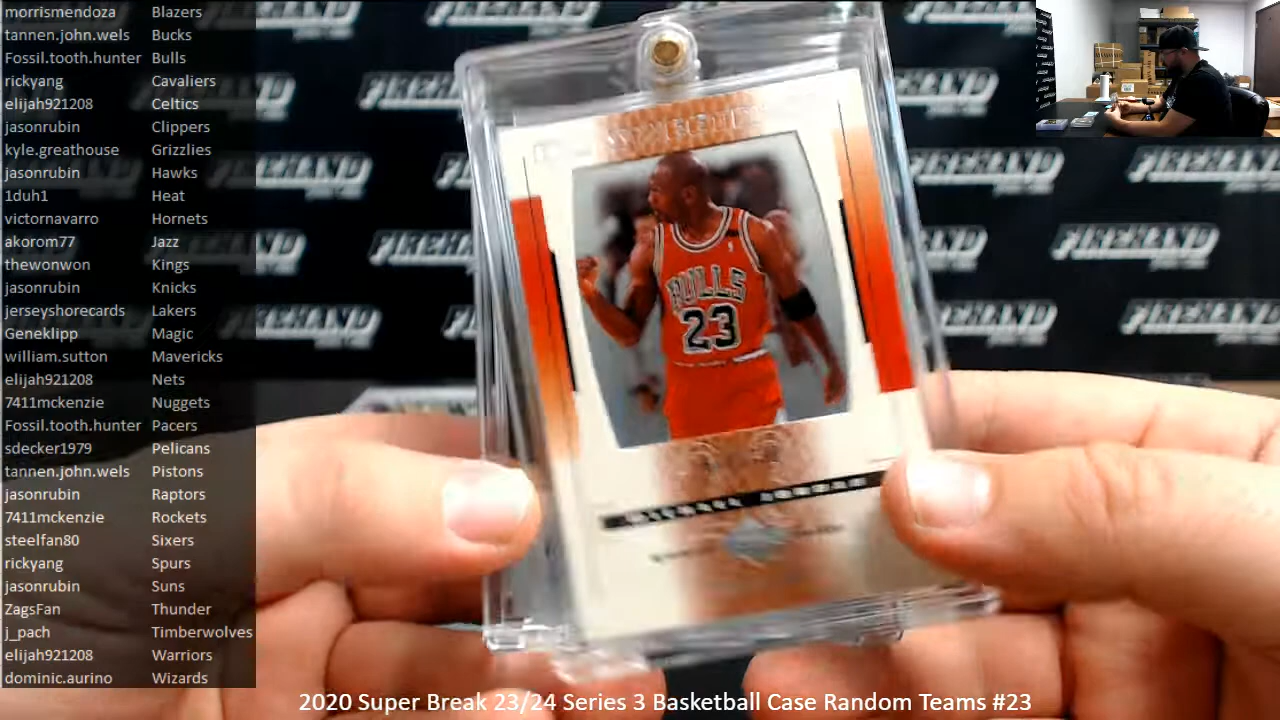 morrismendoza Blazers
tannen.john.wels Bucks
Fossil.tooth.hunter Bulls
rickyang Cavaliers
elijah921208 Celtics
jasonrubin Clippers
kyle.greathouse Grizzlies
jasonrubin Hawks
1duh1 Heat
victornavarro Hornets
akorom77 Jazz
thewonwon Kings
jasonrubin Knicks
jerseyshorecards Lakers
Geneklipp Magic
william.sutton Mavericks
elijah921208 Nets
7411mckenzie Nuggets
Fossil.tooth.hunter Pacers
sdecker1979 Pelicans
tannen.john.wels Pistons
jasonrubin Raptors
7411mckenzie Rockets
steelfan80 Sixers
rickyang Spurs
jasonrubin Suns
ZagsFan Thunder
j_pach Timberwolves
elijah921208 Warriors
dominic.aurino Wizards
FIREHAND
BULLS
23
MICHAEL JORDAN
2020 Super Break 23/24 Series 3 Basketball Case Random Teams #23